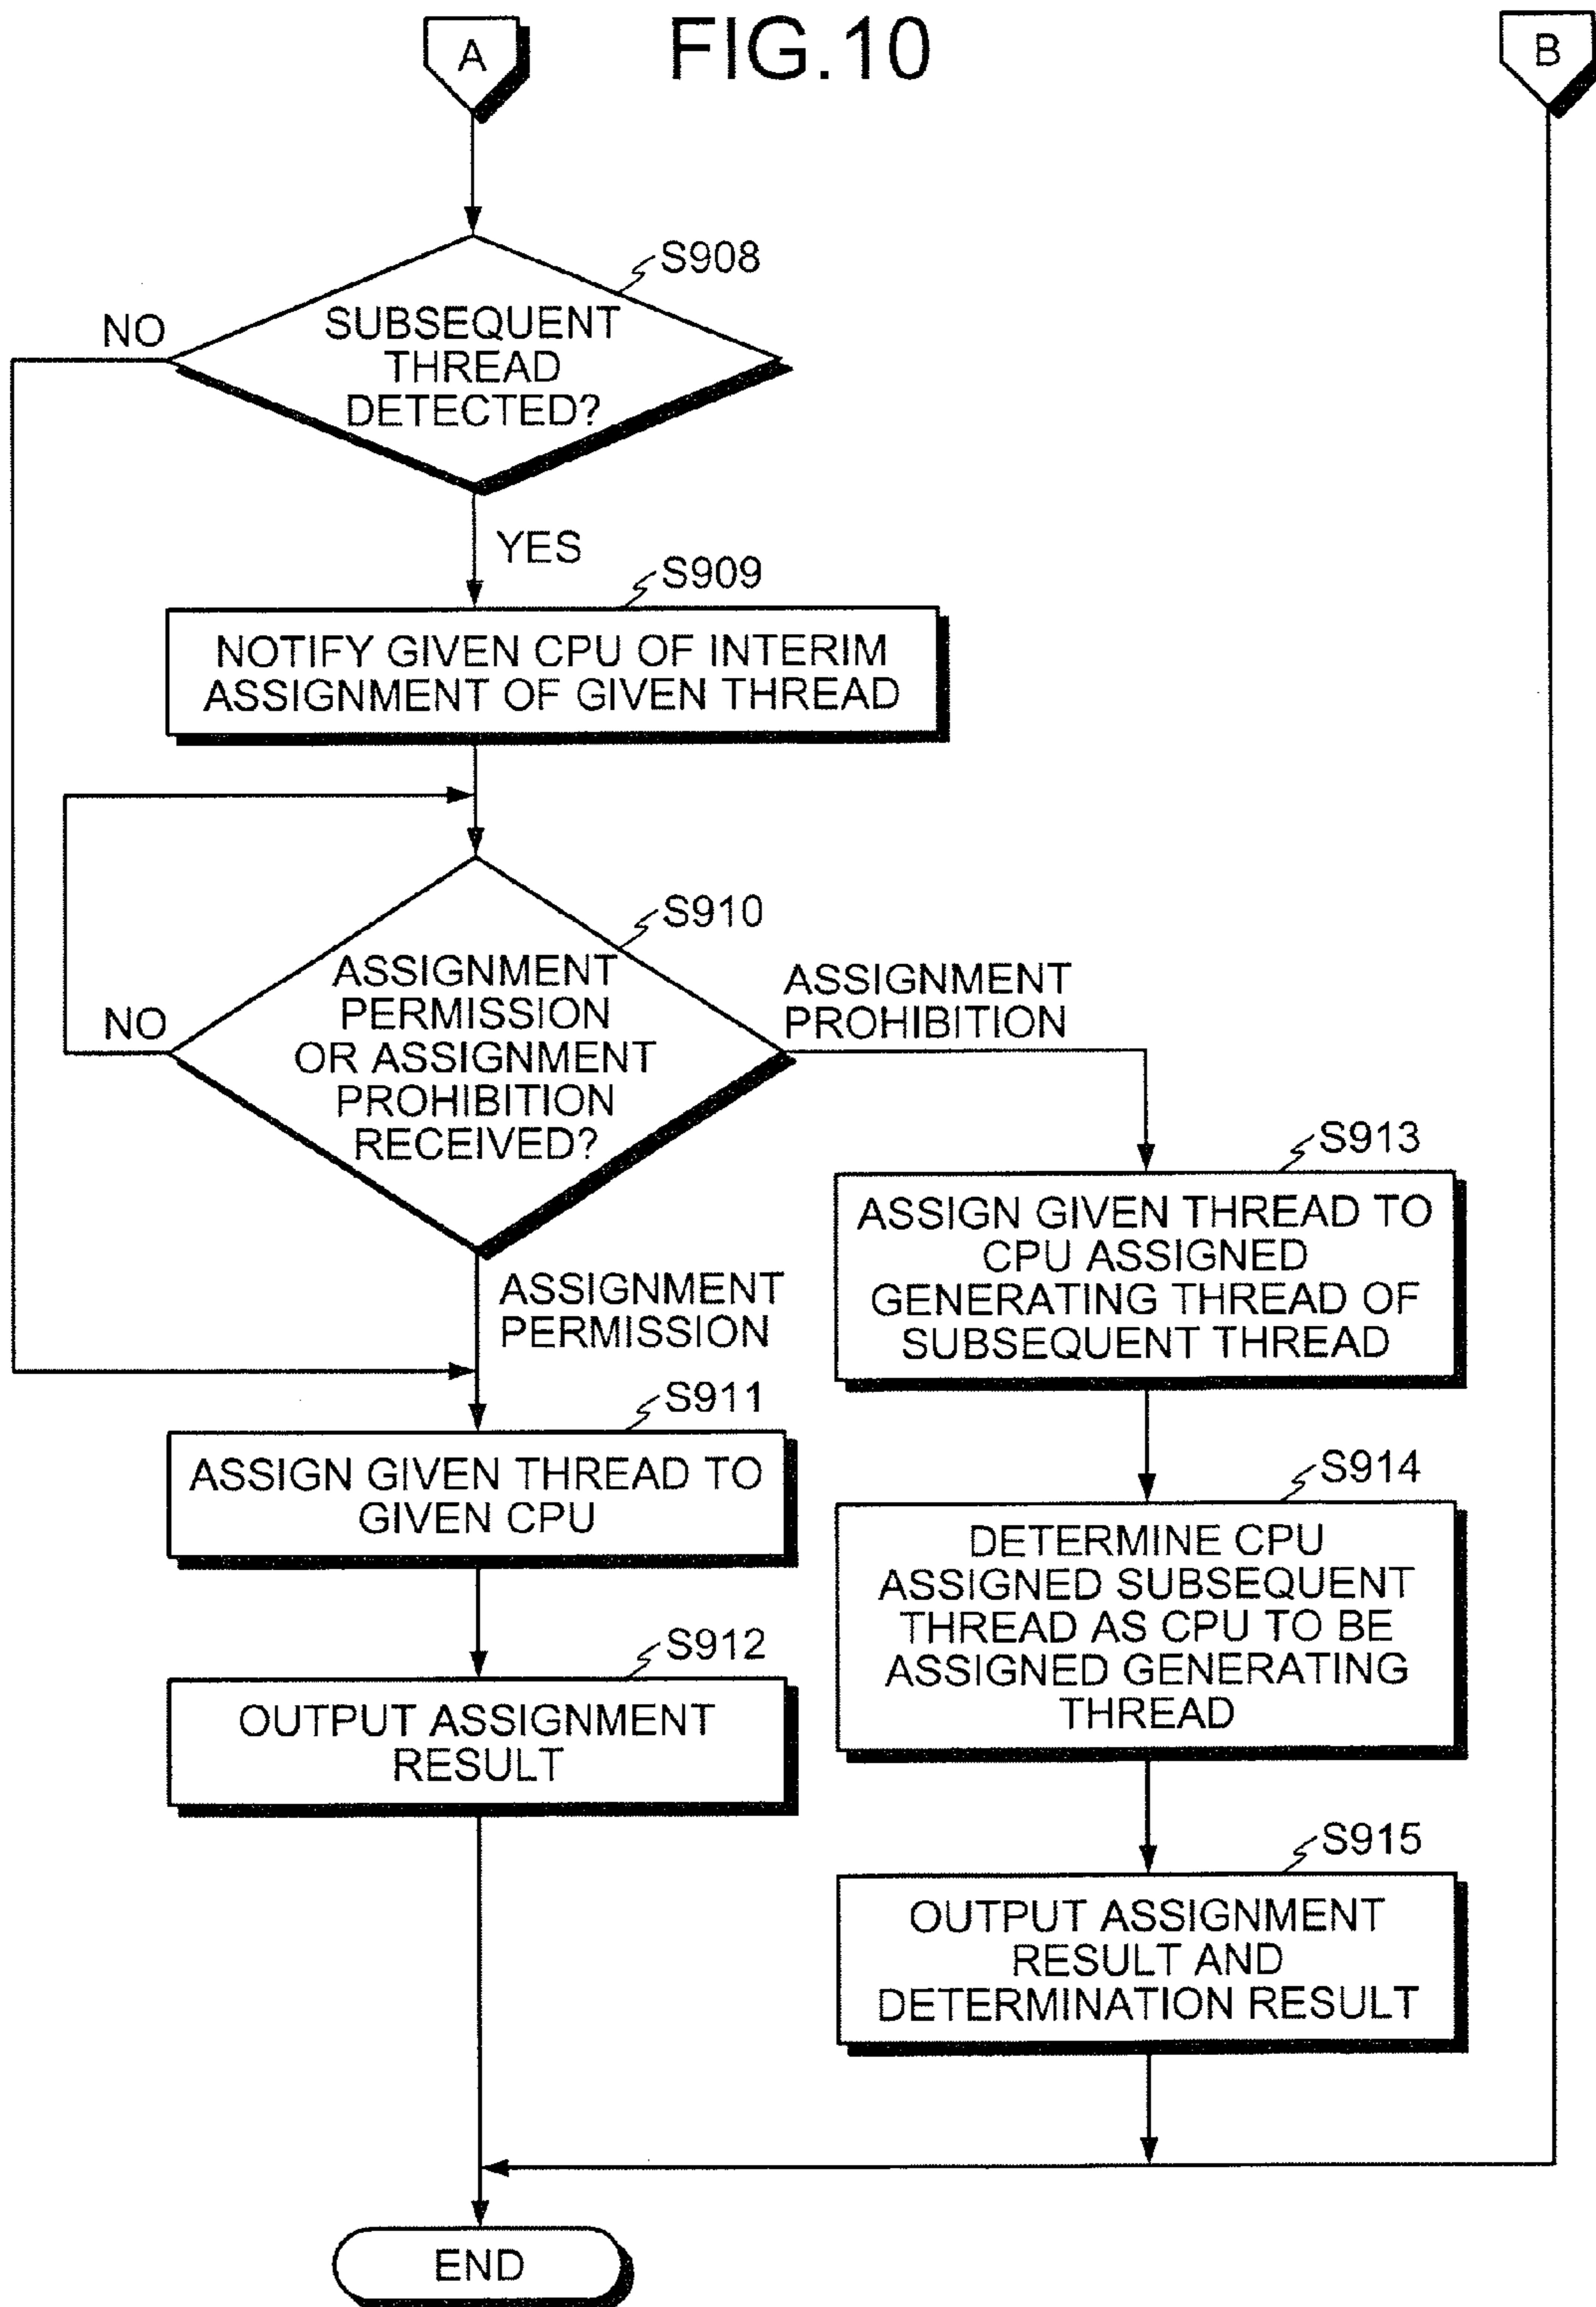 FIG.10
A
B
S908
SUBSEQUENT
THREAD
DETECTED?
NO
YES
S909
NOTIFY GIVEN CPU OF INTERIM
ASSIGNMENT OF GIVEN THREAD
S910
ASSIGNMENT
PERMISSION
OR ASSIGNMENT
PROHIBITION
RECEIVED?
NO
ASSIGNMENT
PROHIBITION
ASSIGNMENT
PERMISSION
S911
ASSIGN GIVEN THREAD TO
GIVEN CPU
S912
OUTPUT ASSIGNMENT
RESULT
S913
ASSIGN GIVEN THREAD TO
CPU ASSIGNED
GENERATING THREAD OF
SUBSEQUENT THREAD
S914
DETERMINE CPU
ASSIGNED SUBSEQUENT
THREAD AS CPU TO BE
ASSIGNED GENERATING
THREAD
S915
OUTPUT ASSIGNMENT
RESULT AND
DETERMINATION RESULT
END